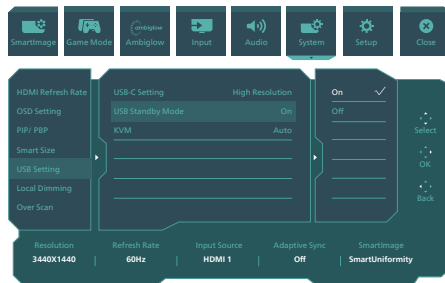 ambiglow
SmartImage Game Mode Ambiglow Input Audio System Setup Close
HDMI Refresh Rate USB-C Setting High Resolution On
OSD Setting USB Standby Mode On Off
PIP/ PBP KVM Auto Select
Smart Size
USB Setting OK
Local Dimming Back
Over Scan
Resolution Refresh Rate Input Source Adaptive Sync SmartImage
3440X1440 | 60Hz | HDMI 1 | Off | SmartUniformity